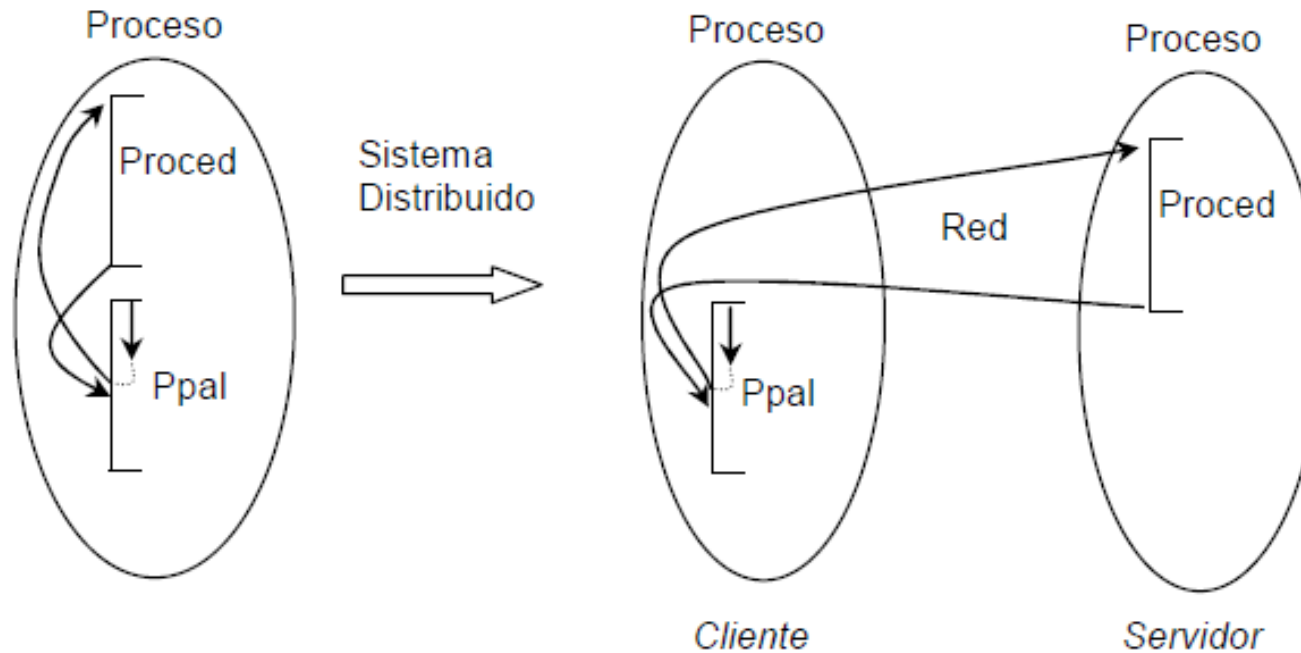 Proceso
Proced
Ppal
Sistema
Distribuido
Proceso
Ppal
Cliente
Red
Proceso
Proced
Servidor